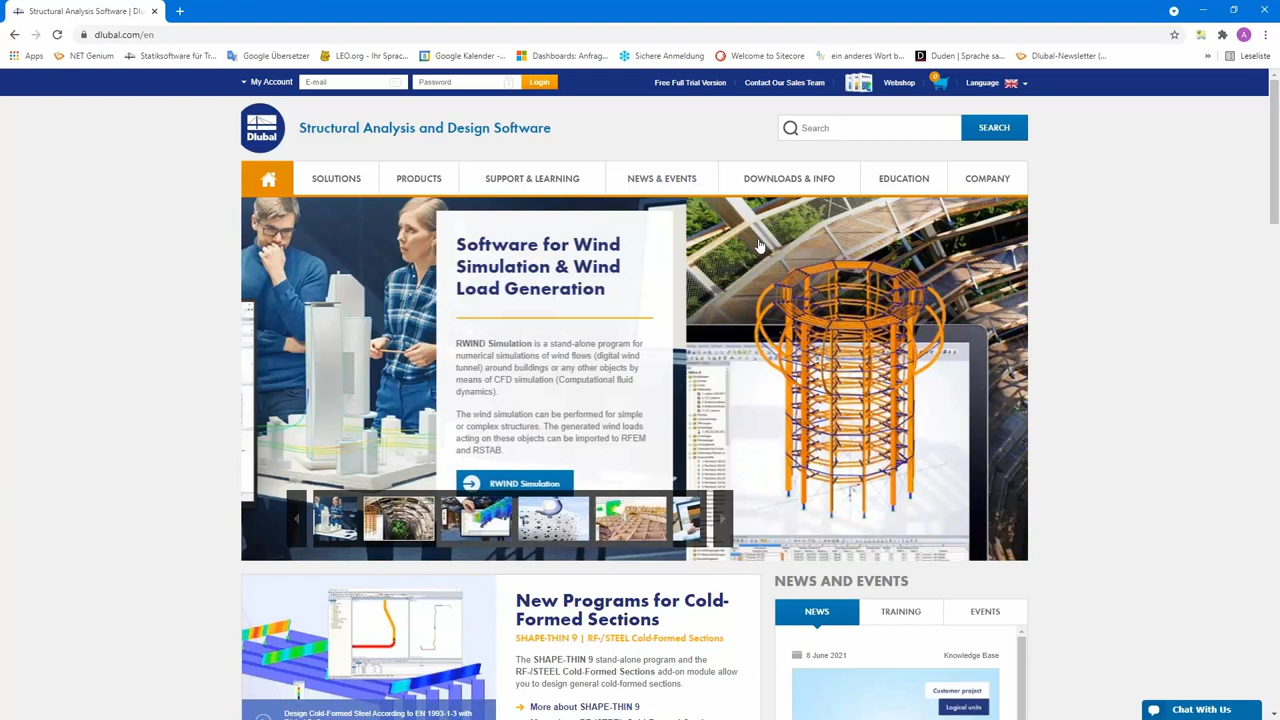 Structural Analysis Software | Dlu
dlubal.com/en
Apps
NET Genium
Statiksoftware für Tr...
Google Übersetzer
LEO.org - Ihr Sprac...
Google Kalender -...
Dashboards: Anfrag...
Sichere Anmeldung
Welcome to Sitecore
ein anderes Wort b...
Duden | Sprache sa...
Dlubal-Newsletter (...
»
Leseliste
A
My Account
E-mail
Password
Login
Free Full Trial Version
Contact Our Sales Team
Webshop
0
Language
Dlubal
Structural Analysis and Design Software
Search
SEARCH
SOLUTIONS
PRODUCTS
SUPPORT & LEARNING
NEWS & EVENTS
DOWNLOADS & INFO
EDUCATION
COMPANY
Software for Wind
Simulation & Wind
Load Generation
RWIND Simulation is a stand-alone program for
numerical simulations of wind flows (digital wind
tunnel) around buildings or any other objects by
means of CFD simulation (Computational fluid
dynamics).
The wind simulation can be performed for simple
or complex structures. The generated wind loads
acting on these objects can be imported to RFEM
and RSTAB.
RWIND Simulation
New Programs for Cold-
Formed Sections
SHAPE-THIN 9 | RF-/STEEL Cold-Formed Sections
The SHAPE-THIN 9 stand-alone program and the
RF-/STEEL Cold-Formed Sections add-on module allow
you to design general cold-formed sections.
More about SHAPE-THIN 9
Design Cold-Formed Steel According to EN 1993-1-3 with
NEWS AND EVENTS
NEWS
TRAINING
EVENTS
8 June 2021
Knowledge Base
Customer project
Logical units
Chat With Us